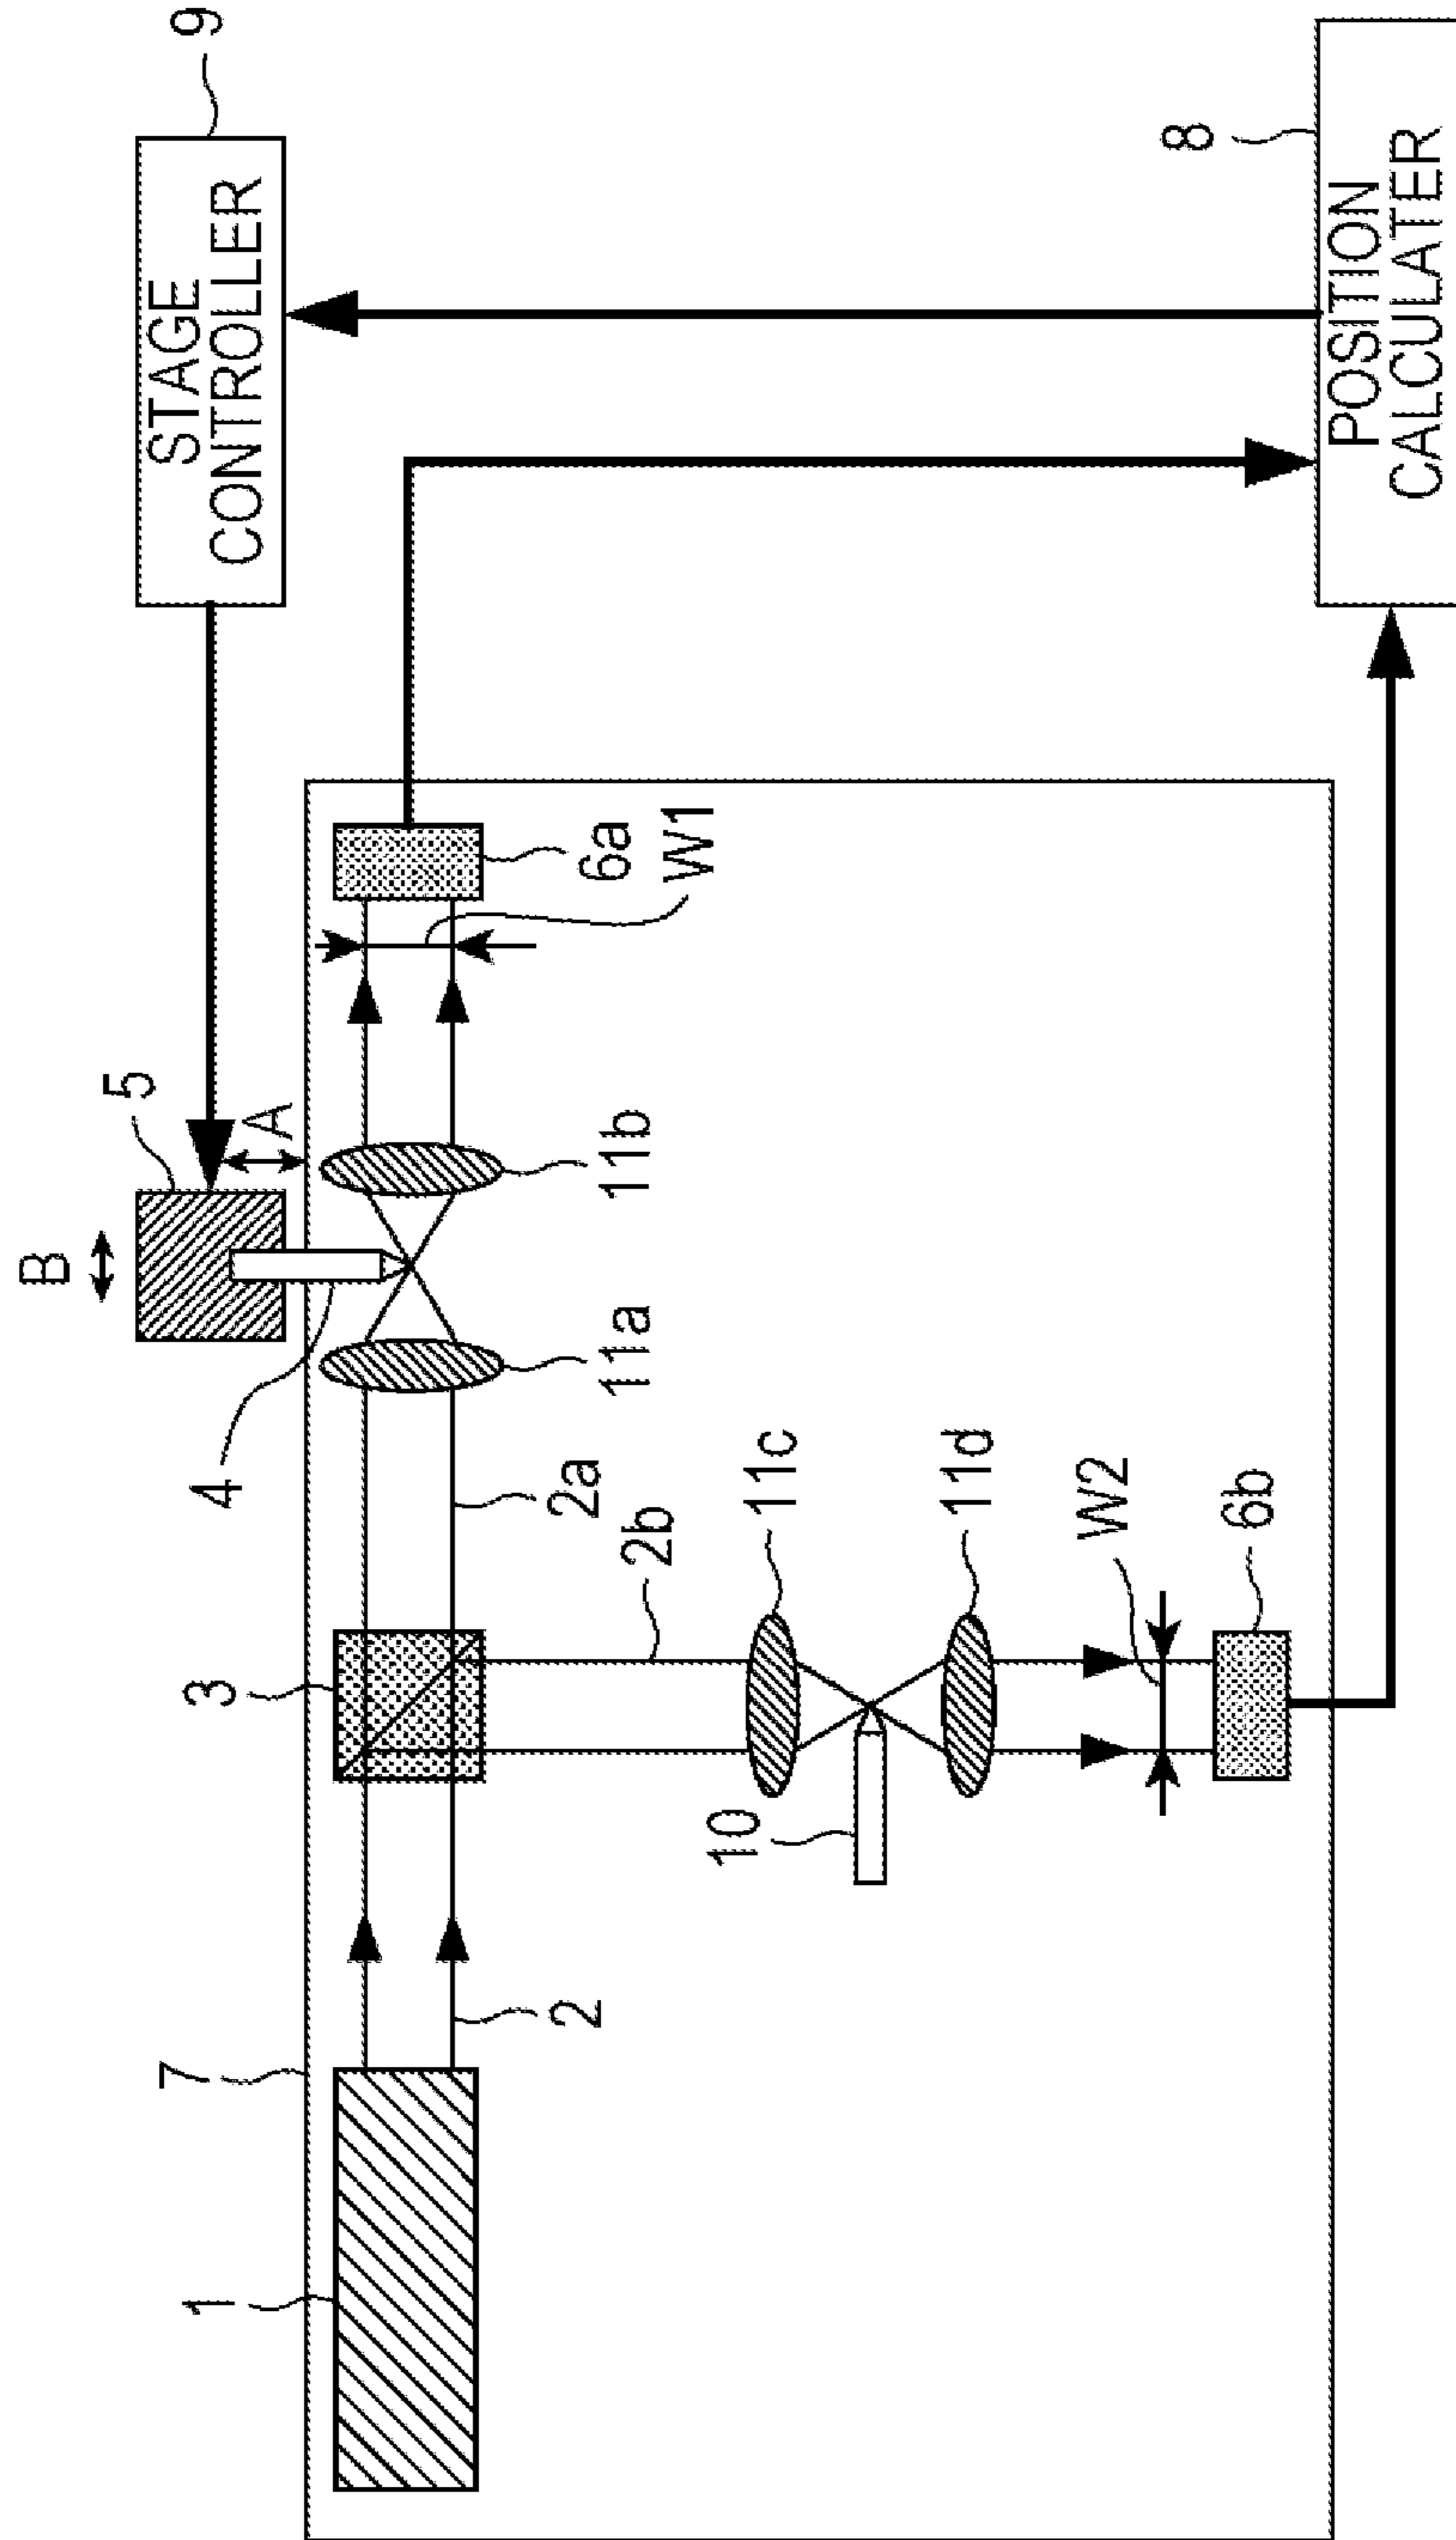 9
STAGE
CONTROLLER
8
POSITION
CALCULATER
5
A
B
6a
W1
11b
11a
4
2a
2b
11c
11d
W2
6b
3
10
7
2
1